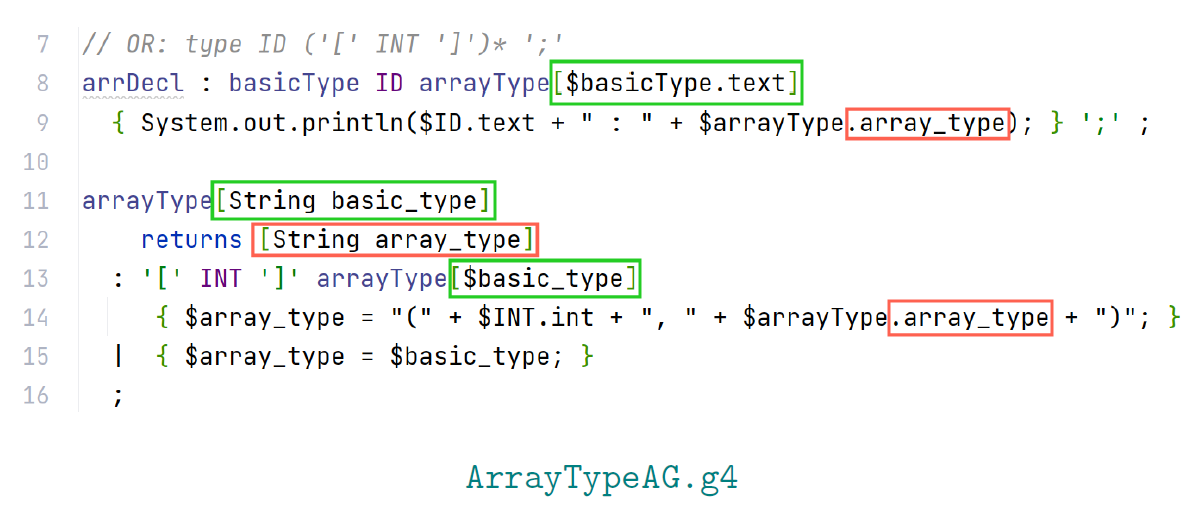 7 // OR: type ID ('[' INT ']')* ';'
8 arrDecl : basicType ID arrayType[$basicType.text]
9 { System.out.println($ID.text + " : " + $arrayType.array_type); } ';' ;
10
11 arrayType[String basic_type]
12 returns [String array_type]
13 : '[' INT ']' arrayType[$basic_type]
14 { $array_type = "(" + $INT.int + ", " + $arrayType.array_type + ")"; }
15 | { $array_type = $basic_type; }
16 ;
ArrayTypeAG.g4